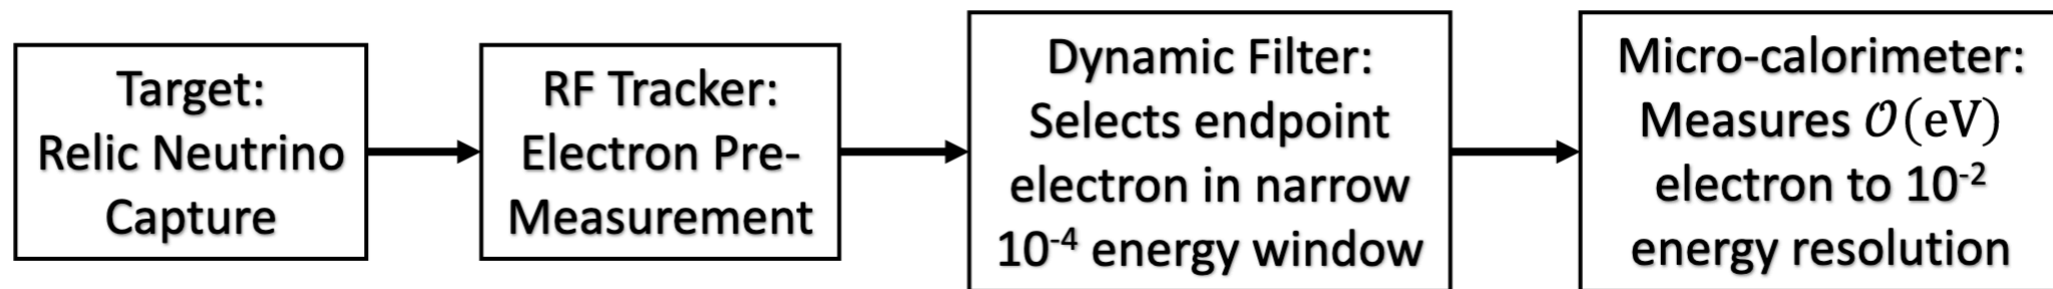 Target:
Relic Neutrino
Capture
RF Tracker:
Electron Pre-
Measurement
Dynamic Filter:
Selects endpoint
electron in narrow
10⁻⁴ energy window
Micro-calorimeter:
Measures 𝒪(eV)
electron to 10⁻²
energy resolution